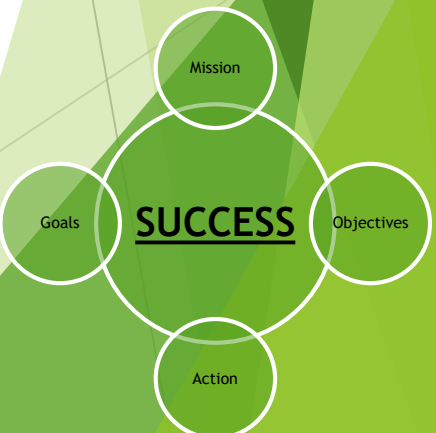 Mission
Goals
SUCCESS
Objectives
Action